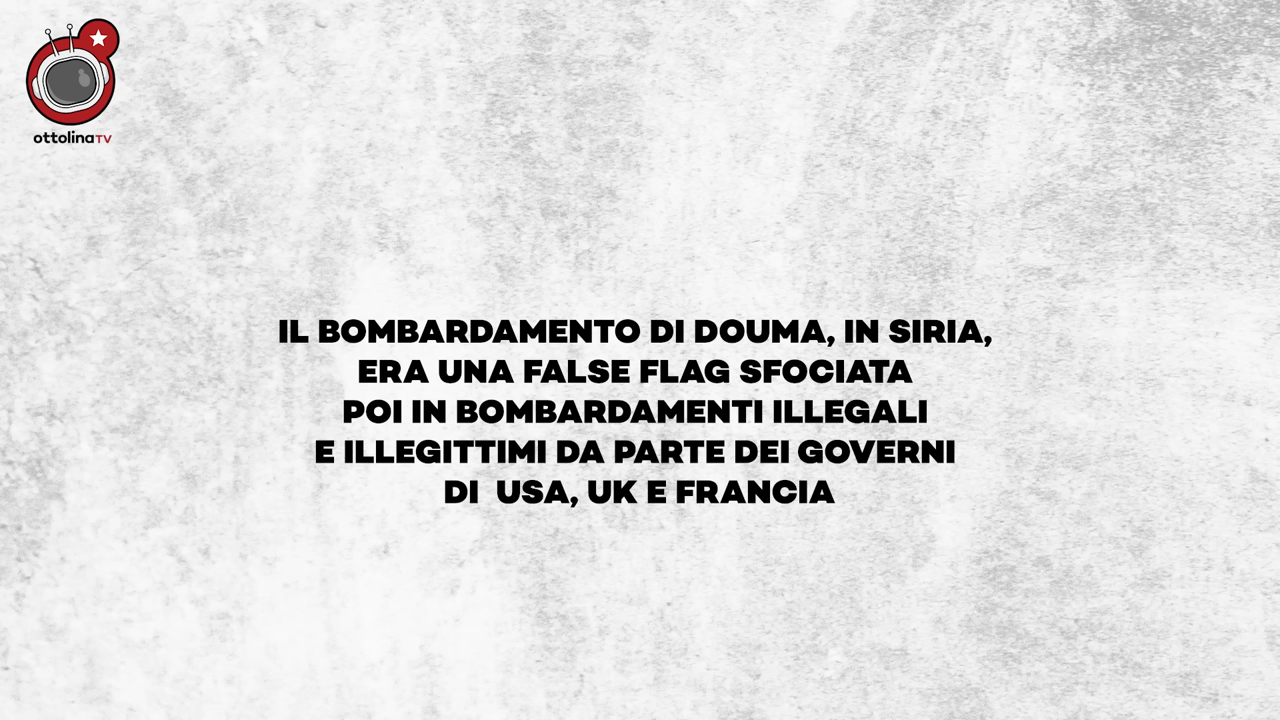 ottolinaTV
IL BOMBARDAMENTO DI DOUMA, IN SIRIA,
ERA UNA FALSE FLAG SFOCIATA
POI IN BOMBARDAMENTI ILLEGALI
E ILLEGITTIMI DA PARTE DEI GOVERNI
DI  USA, UK E FRANCIA